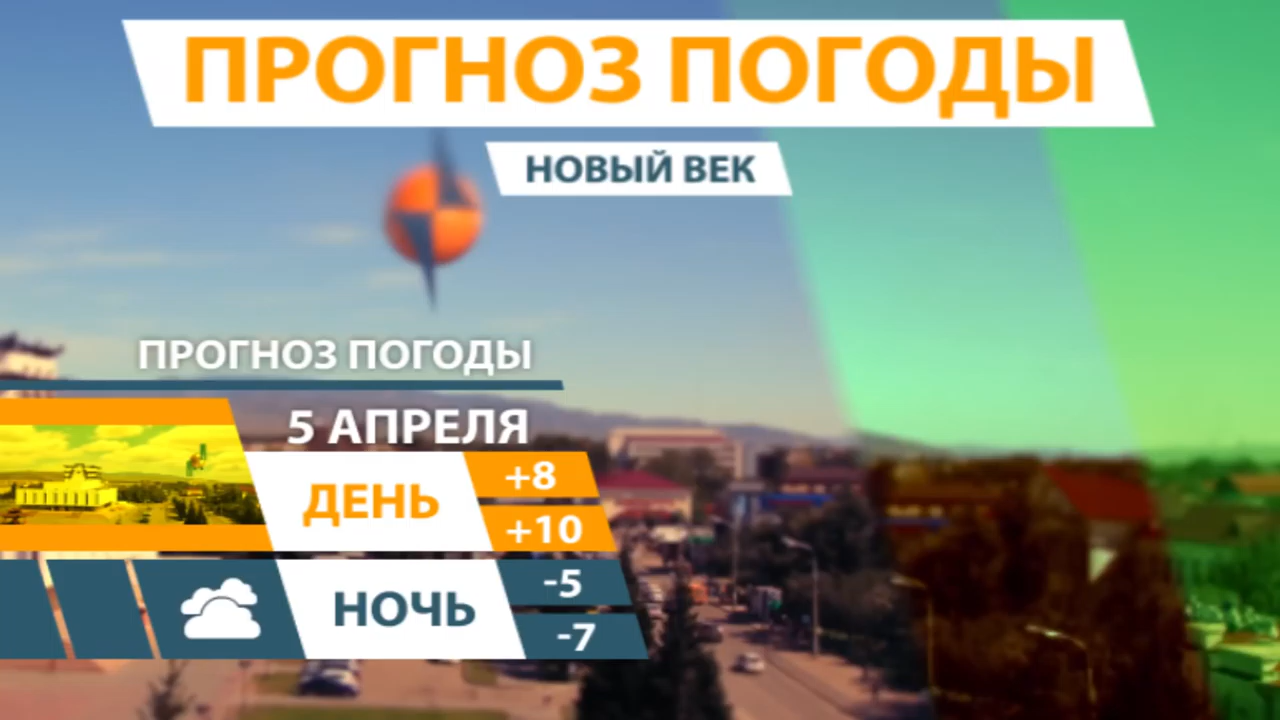 ПРОГНОЗ ПОГОДЫ
НОВЫЙ ВЕК
ПРОГНОЗ ПОГОДЫ
5 АПРЕЛЯ
ДЕНЬ
+8
+10
НОЧЬ
-5
-7